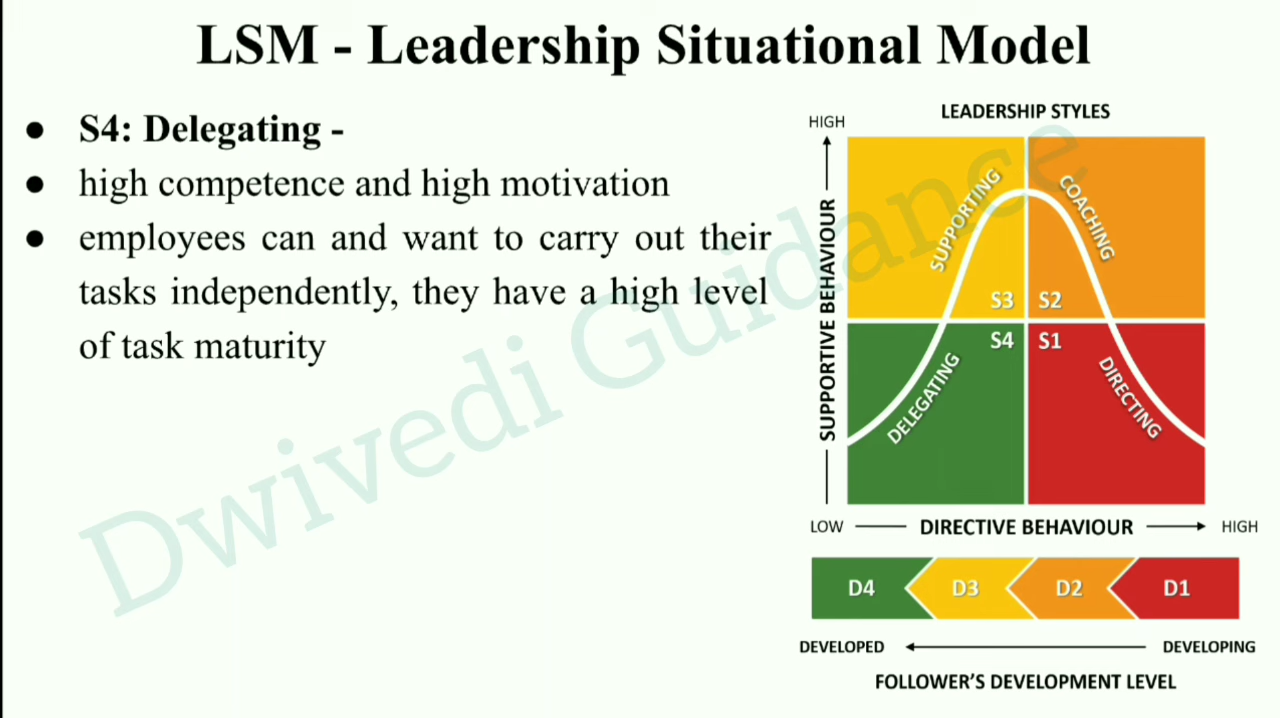 LSM - Leadership Situational Model
● S4: Delegating -
● high competence and high motivation
● employees can and want to carry out their
tasks independently, they have a high level
of task maturity
LEADERSHIP STYLES
HIGH
SUPPORTIVE BEHAVIOUR
SUPPORTING
COACHING
S3
S2
S4
S1
DELEGATING
DIRECTING
LOW
DIRECTIVE BEHAVIOUR
HIGH
D4
D3
D2
D1
DEVELOPED
DEVELOPING
FOLLOWER'S DEVELOPMENT LEVEL
Dwivedi Guidance